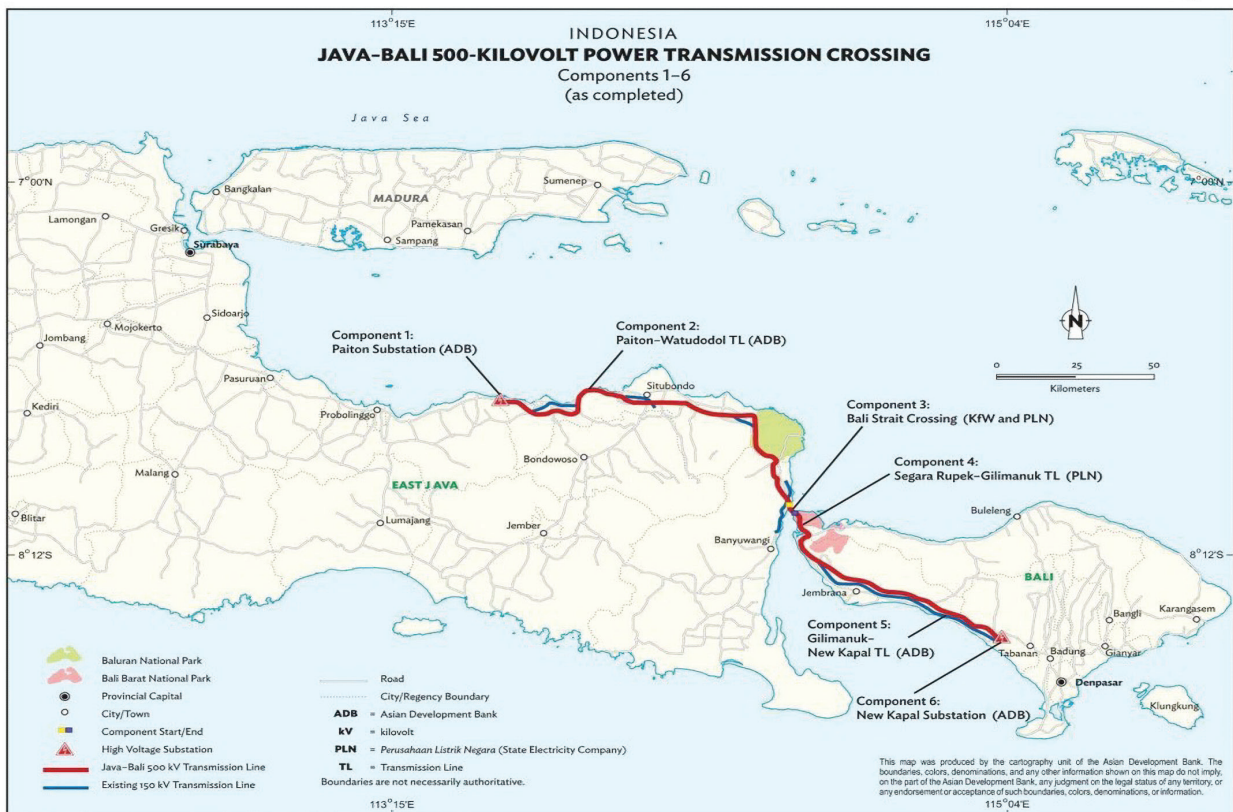 113°15'E
115°04'E
INDONESIA
JAVA–BALI 500-KILOVOLT POWER TRANSMISSION CROSSING
Components 1–6
(as completed)
Java Sea
7°00'N
7°00'N
Bangkalan
Sumenep
MADURA
Lamongan
Gresik
Pamekasan
Sampang
Surabaya
N
Sidoarjo
Mojokerto
Jombang
Component 1:
Paiton Substation (ADB)
Component 2:
Paiton–Watudodol TL (ADB)
0 25 50
Kilometers
Pasuruan
Situbondo
Kediri
Probolinggo
Component 3:
Bali Strait Crossing (KfW and PLN)
Bondowoso
Malang
Component 4:
Segara Rupek–Gilimanuk TL (PLN)
EAST JAVA
Blitar
Lumajang
Jember
Buleleng
Banyuwangi
8°12'S
8°12'S
BALI
Jembrana
Bangli
Karangasem
Component 5:
Gilimanuk–
New Kapal TL (ADB)
Tabanan
Badung
Gianyar
Denpasar
Component 6:
New Kapal Substation (ADB)
Klungkung
Baluran National Park
Bali Barat National Park
Provincial Capital
City/Town
Component Start/End
High Voltage Substation
Java–Bali 500 kV Transmission Line
Existing 150 kV Transmission Line
Road
City/Regency Boundary
ADB = Asian Development Bank
kV = kilovolt
PLN = Perusahaan Listrik Negara (State Electricity Company)
TL = Transmission Line
Boundaries are not necessarily authoritative.
This map was produced by the cartography unit of the Asian Development Bank. The
boundaries, colors, denominations, and any other information shown on this map do not imply,
on the part of the Asian Development Bank, any judgment on the legal status of any territory, or
any endorsement or acceptance of such boundaries, colors, denominations, or information.
113°15'E
115°04'E